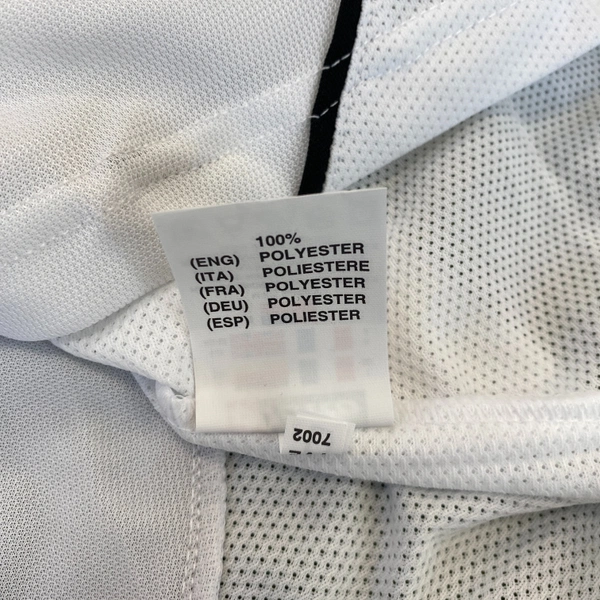 100%
(ENG) POLYESTER
(ITA) POLIESTERE
(FRA) POLYESTER
(DEU) POLYESTER
(ESP) POLIESTER
7002